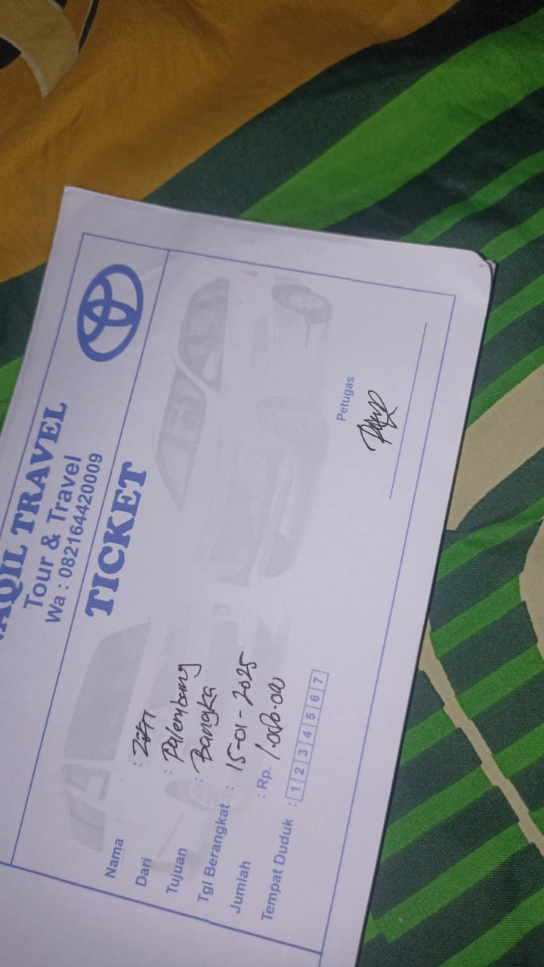 AQIL TRAVEL
Tour & Travel
Wa : 082164420009
TICKET
Nama :
Dari : Palembang
Tujuan : Bangka
Tgl Berangkat : 15-01-2025
Jumlah : Rp. 1.000.000
Tempat Duduk : 1 2 3 4 5 6 7
Petugas